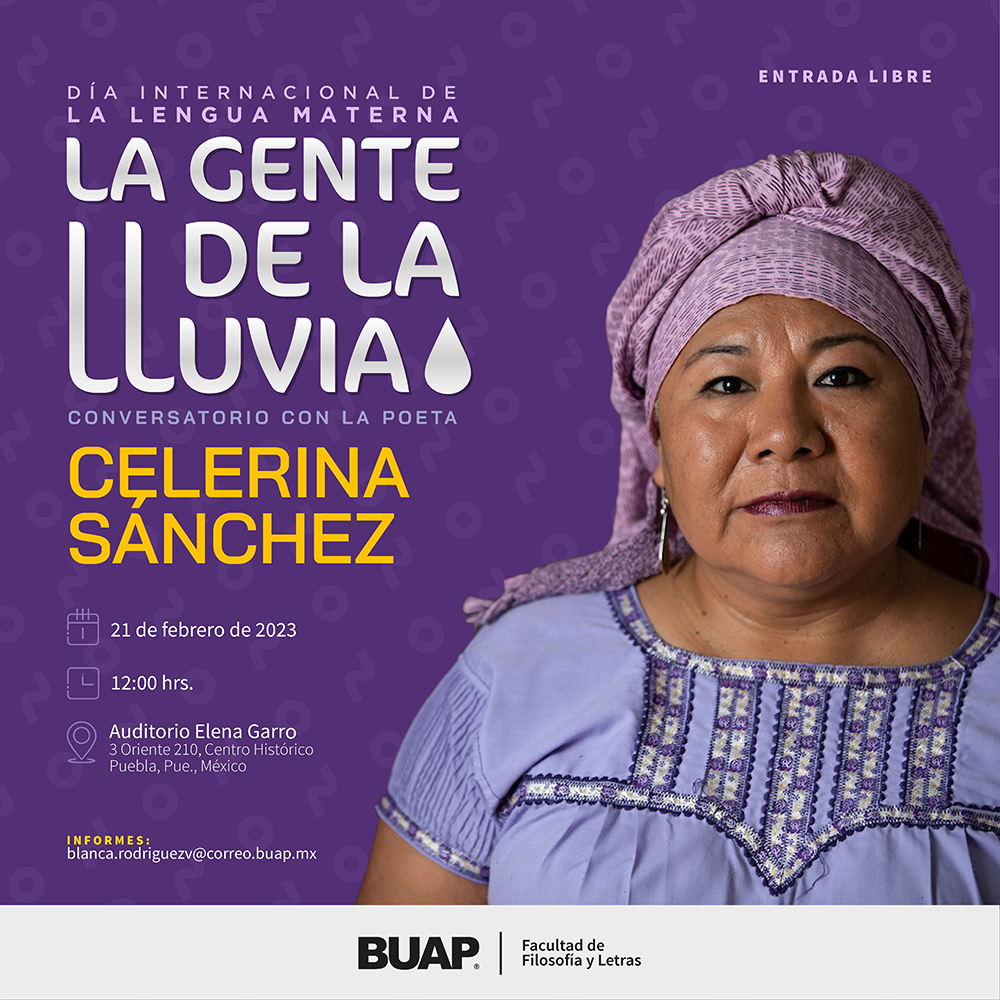 ENTRADA LIBRE
DÍA INTERNACIONAL DE
LA LENGUA MATERNA
LA GENTE
DE LA
LLUVIA
CONVERSATORIO CON LA POETA
CELERINA
SÁNCHEZ
21 de febrero de 2023
12:00 hrs.
Auditorio Elena Garro
3 Oriente 210, Centro Histórico
Puebla, Pue., México
INFORMES:
blanca.rodriguezv@correo.buap.mx
BUAP®
Facultad de
Filosofía y Letras